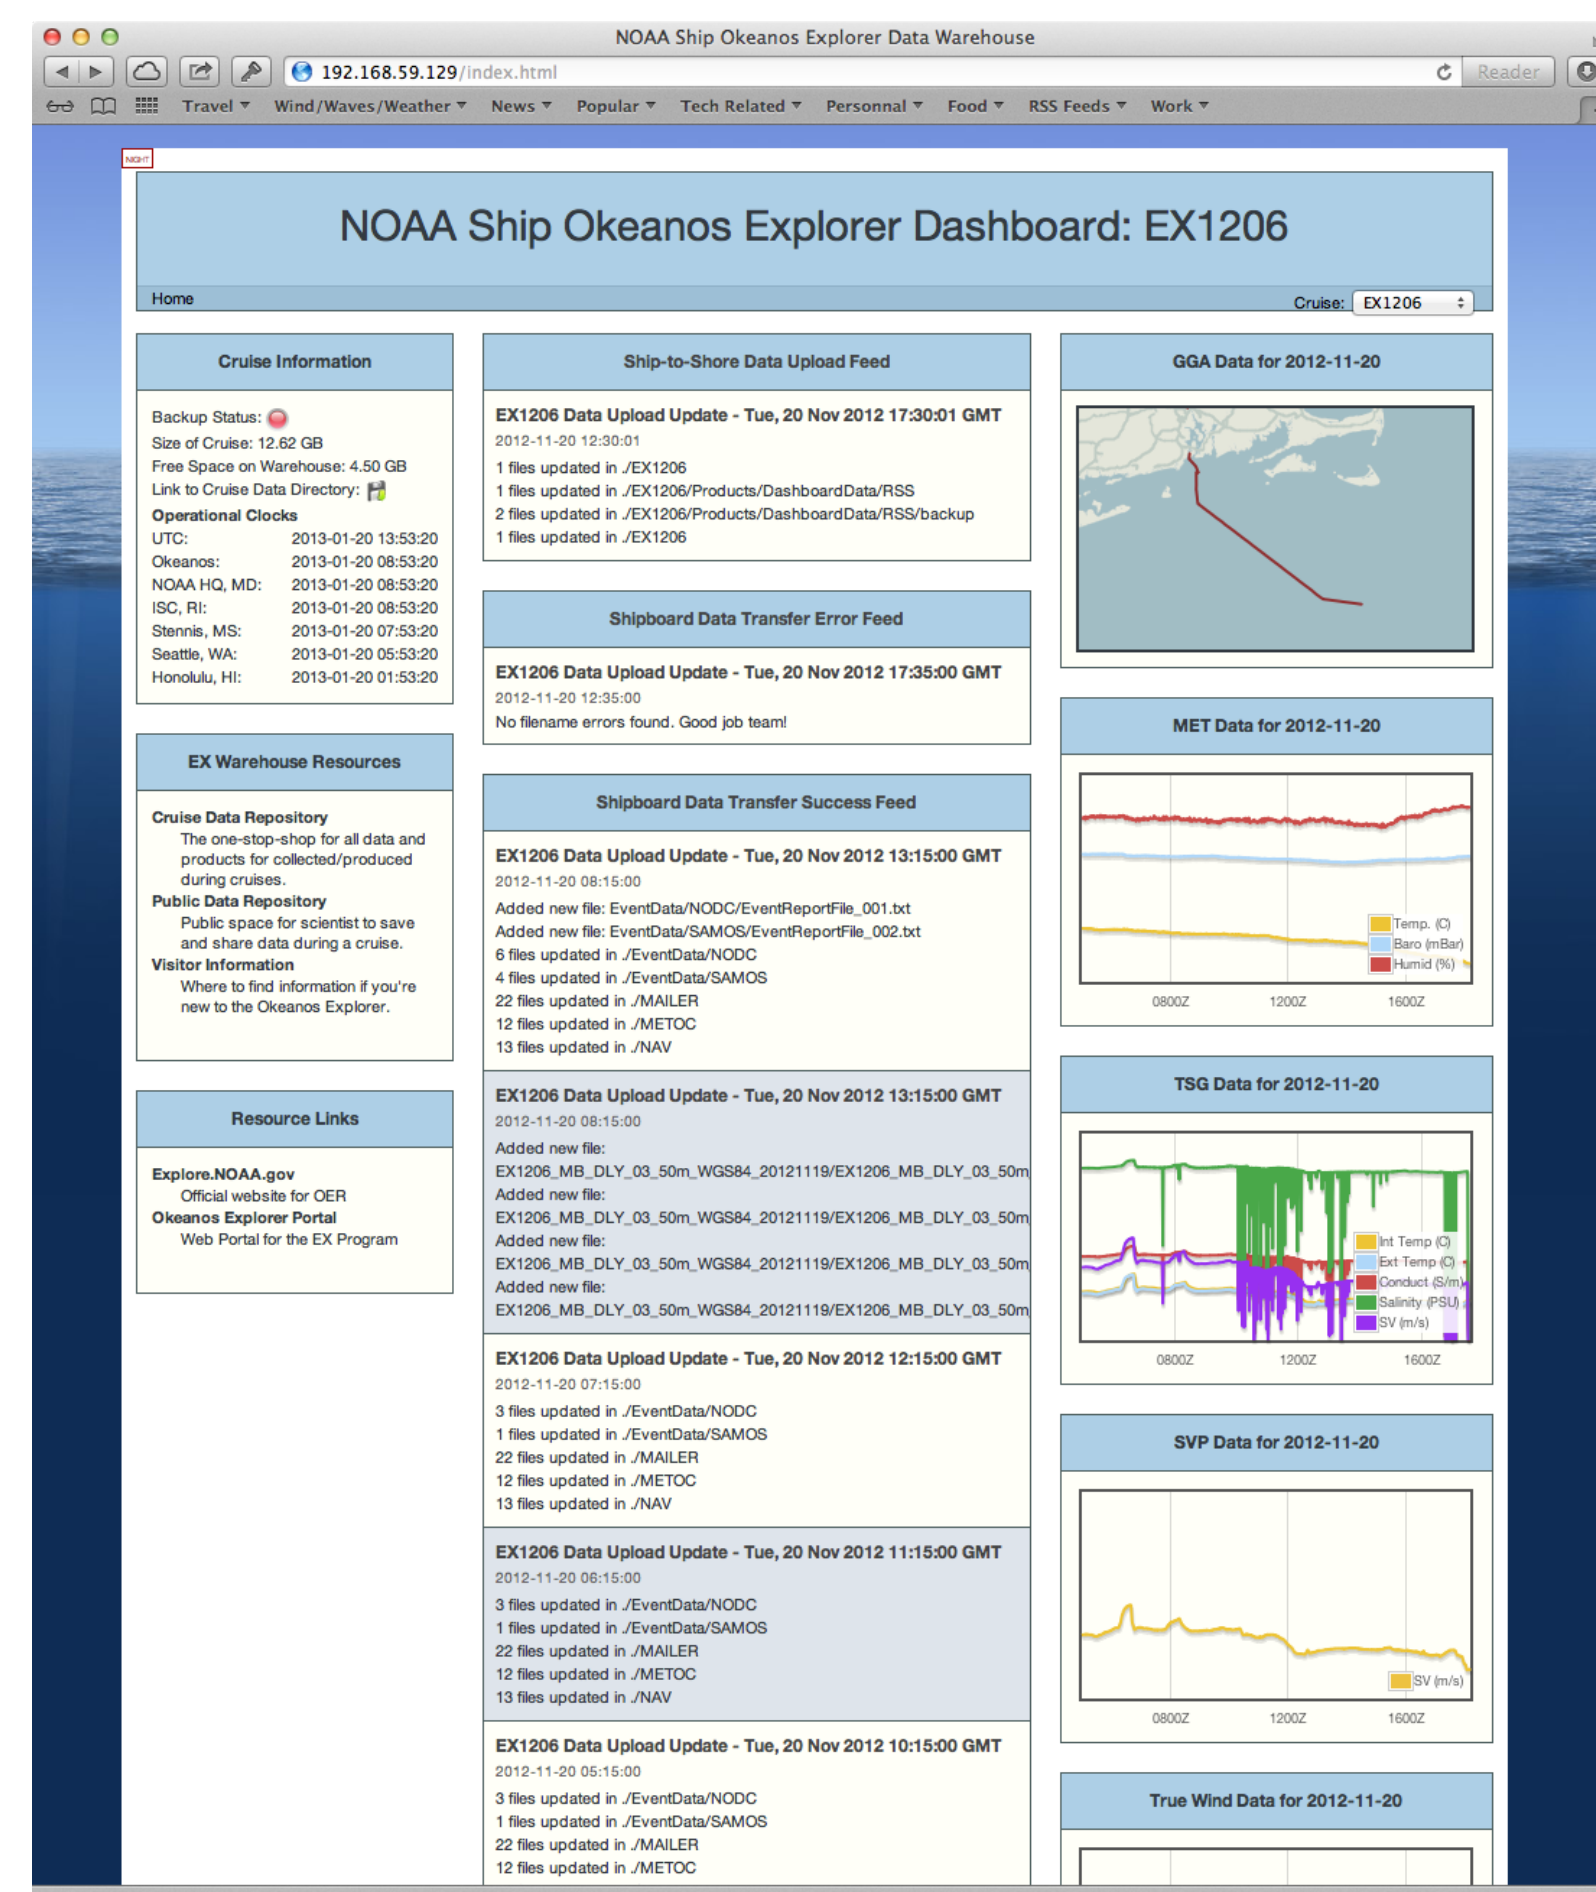 NOAA Ship Okeanos Explorer Data Warehouse
192.168.59.129/index.html
Reader
Travel
Wind/Waves/Weather
News
Popular
Tech Related
Personnal
Food
RSS Feeds
Work
NIGHT
NOAA Ship Okeanos Explorer Dashboard: EX1206
Home
Cruise: EX1206
Cruise Information
Backup Status:
Size of Cruise: 12.62 GB
Free Space on Warehouse: 4.50 GB
Link to Cruise Data Directory:
Operational Clocks
UTC: 2013-01-20 13:53:20
Okeanos: 2013-01-20 08:53:20
NOAA HQ, MD: 2013-01-20 08:53:20
ISC, RI: 2013-01-20 08:53:20
Stennis, MS: 2013-01-20 07:53:20
Seattle, WA: 2013-01-20 05:53:20
Honolulu, HI: 2013-01-20 01:53:20
EX Warehouse Resources
Cruise Data Repository
The one-stop-shop for all data and
products for collected/produced
during cruises.
Public Data Repository
Public space for scientist to save
and share data during a cruise.
Visitor Information
Where to find information if you're
new to the Okeanos Explorer.
Resource Links
Explore.NOAA.gov
Official website for OER
Okeanos Explorer Portal
Web Portal for the EX Program
Ship-to-Shore Data Upload Feed
EX1206 Data Upload Update - Tue, 20 Nov 2012 17:30:01 GMT
2012-11-20 12:30:01
1 files updated in ./EX1206
1 files updated in ./EX1206/Products/DashboardData/RSS
2 files updated in ./EX1206/Products/DashboardData/RSS/backup
1 files updated in ./EX1206
Shipboard Data Transfer Error Feed
EX1206 Data Upload Update - Tue, 20 Nov 2012 17:35:00 GMT
2012-11-20 12:35:00
No filename errors found. Good job team!
Shipboard Data Transfer Success Feed
EX1206 Data Upload Update - Tue, 20 Nov 2012 13:15:00 GMT
2012-11-20 08:15:00
Added new file: EventData/NODC/EventReportFile_001.txt
Added new file: EventData/SAMOS/EventReportFile_002.txt
6 files updated in ./EventData/NODC
4 files updated in ./EventData/SAMOS
22 files updated in ./MAILER
12 files updated in ./METOC
13 files updated in ./NAV
EX1206 Data Upload Update - Tue, 20 Nov 2012 13:15:00 GMT
2012-11-20 08:15:00
Added new file:
EX1206_MB_DLY_03_50m_WGS84_20121119/EX1206_MB_DLY_03_50m_
Added new file:
EX1206_MB_DLY_03_50m_WGS84_20121119/EX1206_MB_DLY_03_50m
Added new file:
EX1206_MB_DLY_03_50m_WGS84_20121119/EX1206_MB_DLY_03_50m_
Added new file:
EX1206_MB_DLY_03_50m_WGS84_20121119/EX1206_MB_DLY_03_50m_
EX1206 Data Upload Update - Tue, 20 Nov 2012 12:15:00 GMT
2012-11-20 07:15:00
3 files updated in ./EventData/NODC
1 files updated in ./EventData/SAMOS
22 files updated in ./MAILER
12 files updated in ./METOC
13 files updated in ./NAV
EX1206 Data Upload Update - Tue, 20 Nov 2012 11:15:00 GMT
2012-11-20 06:15:00
3 files updated in ./EventData/NODC
1 files updated in ./EventData/SAMOS
22 files updated in ./MAILER
12 files updated in ./METOC
13 files updated in ./NAV
EX1206 Data Upload Update - Tue, 20 Nov 2012 10:15:00 GMT
2012-11-20 05:15:00
3 files updated in ./EventData/NODC
1 files updated in ./EventData/SAMOS
22 files updated in ./MAILER
12 files updated in ./METOC
GGA Data for 2012-11-20
MET Data for 2012-11-20
Temp. (C)
Baro (mBar)
Humid (%)
0800Z 1200Z 1600Z
TSG Data for 2012-11-20
Int Temp (C)
Ext Temp (C)
Conduct (S/m)
Salinity (PSU)
SV (m/s)
0800Z 1200Z 1600Z
SVP Data for 2012-11-20
SV (m/s)
0800Z 1200Z 1600Z
True Wind Data for 2012-11-20